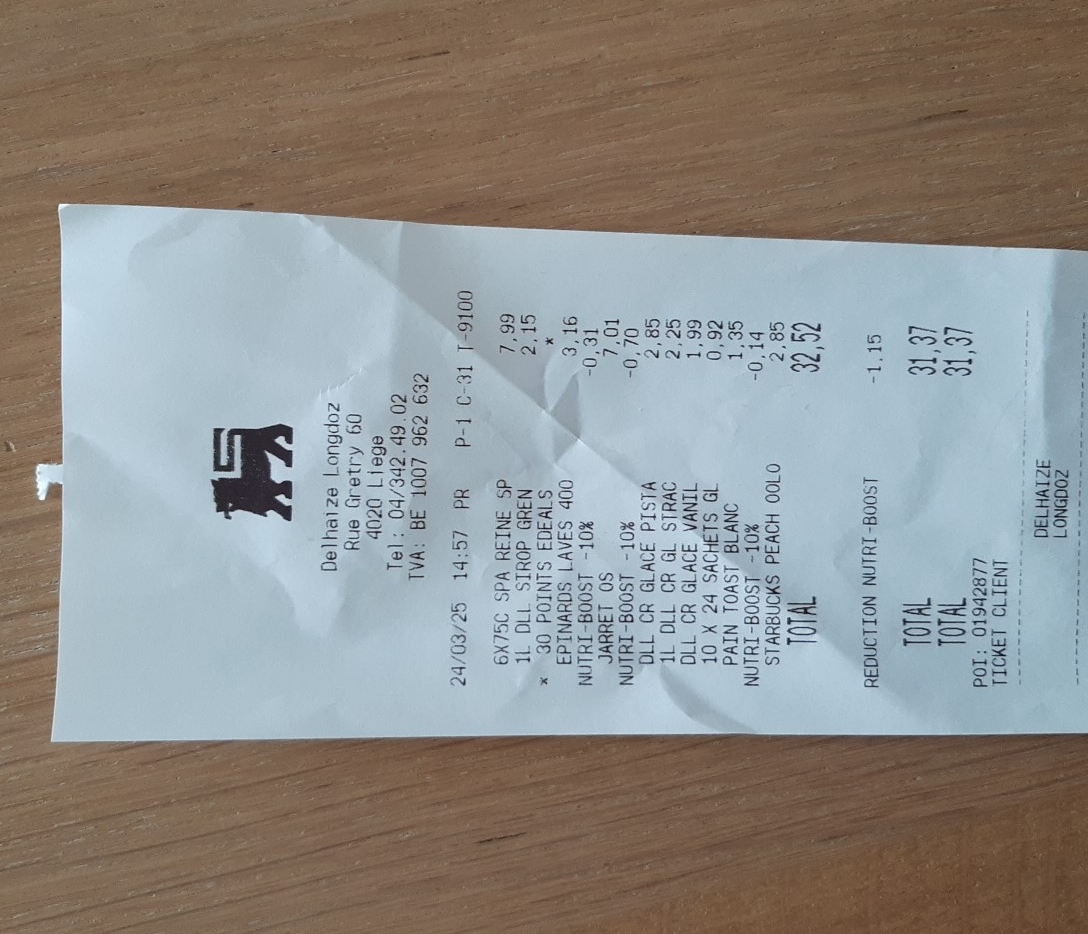 Delhaize Longdoz
Rue Gretry 60
4020 Liege
Tel: 04/342.49.02
TVA: BE 1007 962 632
24/03/25 14:57 PR P-1 C-31 T-9100
6X75C SPA REINE SP 7,99
1L DLL SIROP GREN 2,15
* 30 POINTS EDEALS *
EPINARDS LAVES 400 3,16
NUTRI-BOOST -10% -0,31
JARRET OS 7,01
NUTRI-BOOST -10% -0,70
DLL CR GLACE PISTA 2,85
1L DLL CR GL STRAC 2,25
DLL CR GLACE VANIL 1,99
10 X 24 SACHETS GL 0,92
PAIN TOAST BLANC 1,35
NUTRI-BOOST -10% -0,14
STARBUCKS PEACH OOLO 2,85
TOTAL 32,52
REDUCTION NUTRI-BOOST -1,15
TOTAL 31,37
TOTAL 31,37
POI: 01942877
TICKET CLIENT
DELHAIZE
LONGDOZ